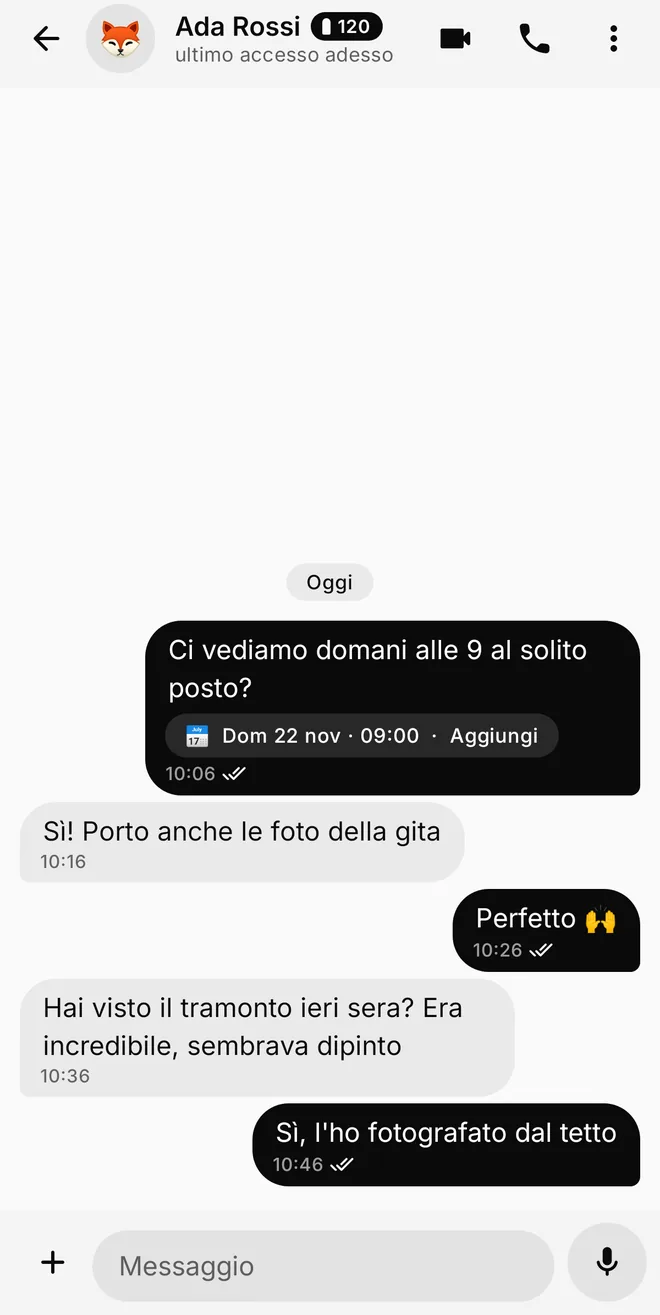 Ada Rossi 120
ultimo accesso adesso
Oggi
Ci vediamo domani alle 9 al solito
posto?
July 17 Dom 22 nov · 09:00 · Aggiungi
10:06
Sì! Porto anche le foto della gita
10:16
Perfetto 🙌
10:26
Hai visto il tramonto ieri sera? Era
incredibile, sembrava dipinto
10:36
Sì, l'ho fotografato dal tetto
10:46
Messaggio